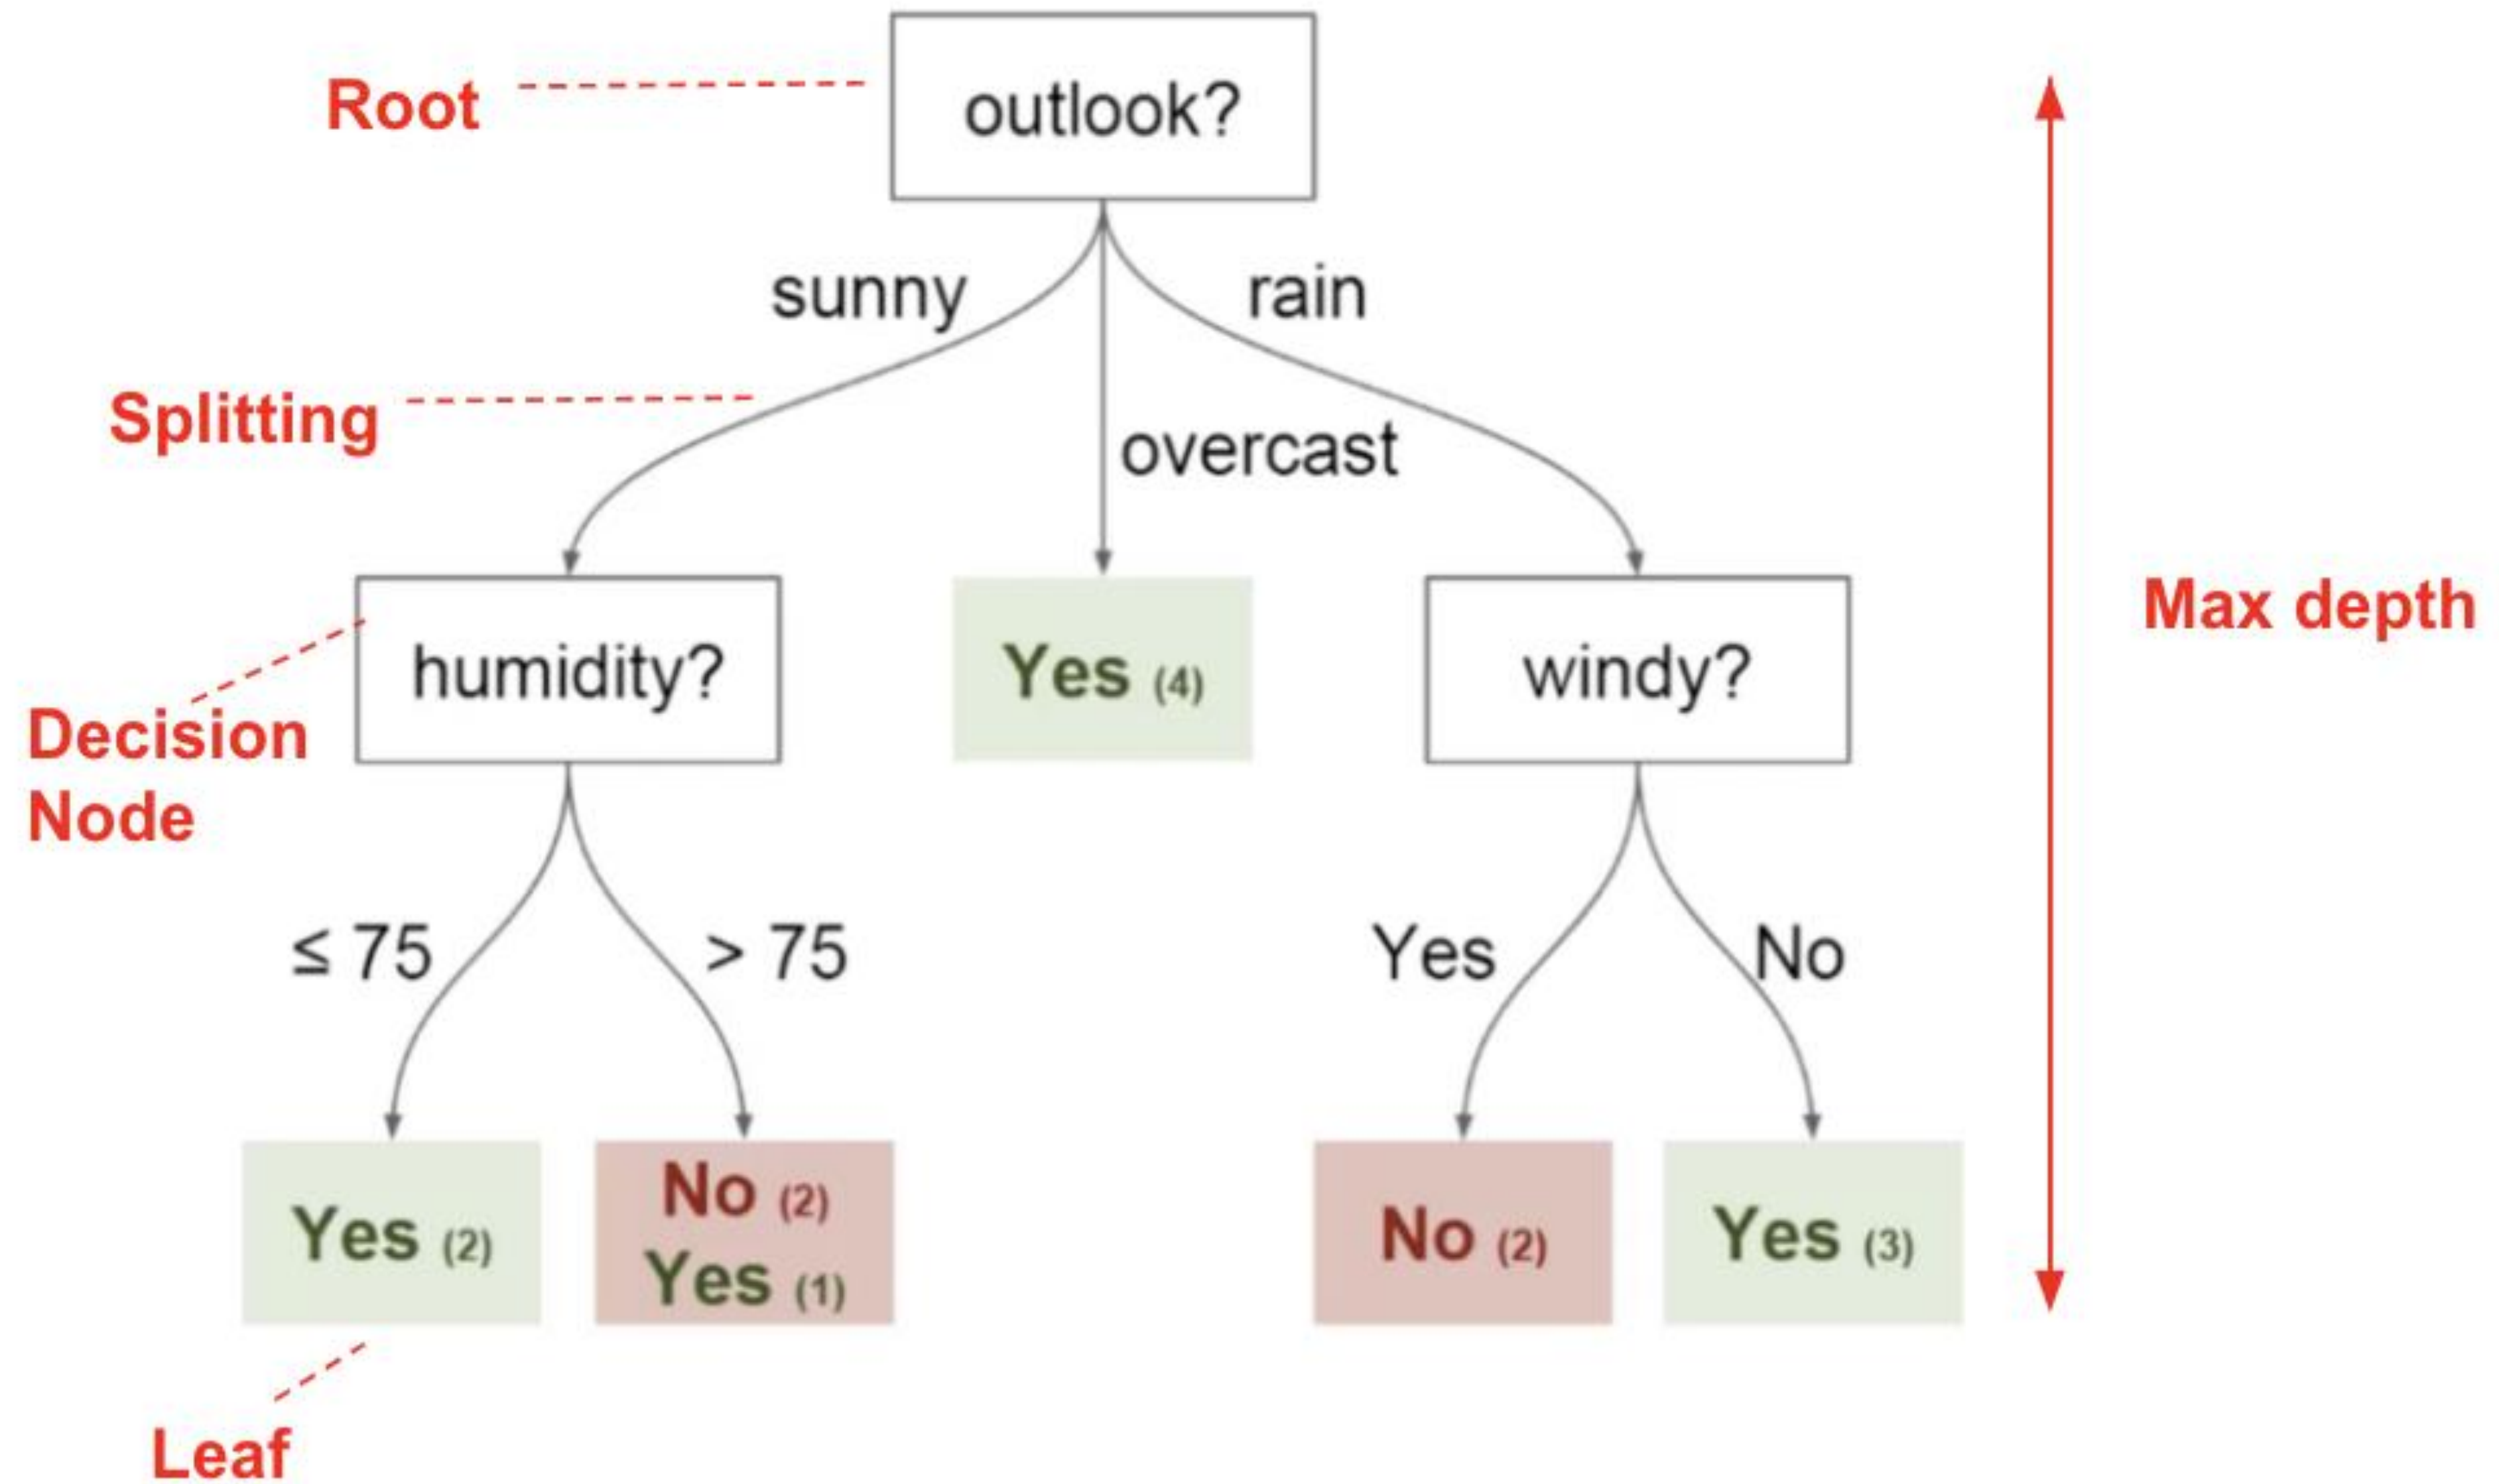 Root
outlook?
sunny
rain
Splitting
overcast
Max depth
humidity?
Yes (4)
windy?
Decision
Node
≤ 75
> 75
Yes
No
Yes (2)
No (2)
Yes (1)
No (2)
Yes (3)
Leaf